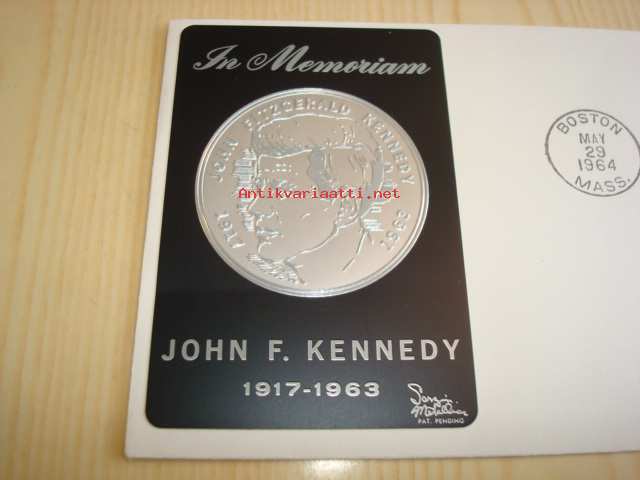 In Memoriam
JOHN FITZGERALD KENNEDY
1917
1963
Antikvariaatti.net
JOHN F. KENNEDY
1917-1963
PAT. PENDING
BOSTON
MAY
29
1964
MASS.